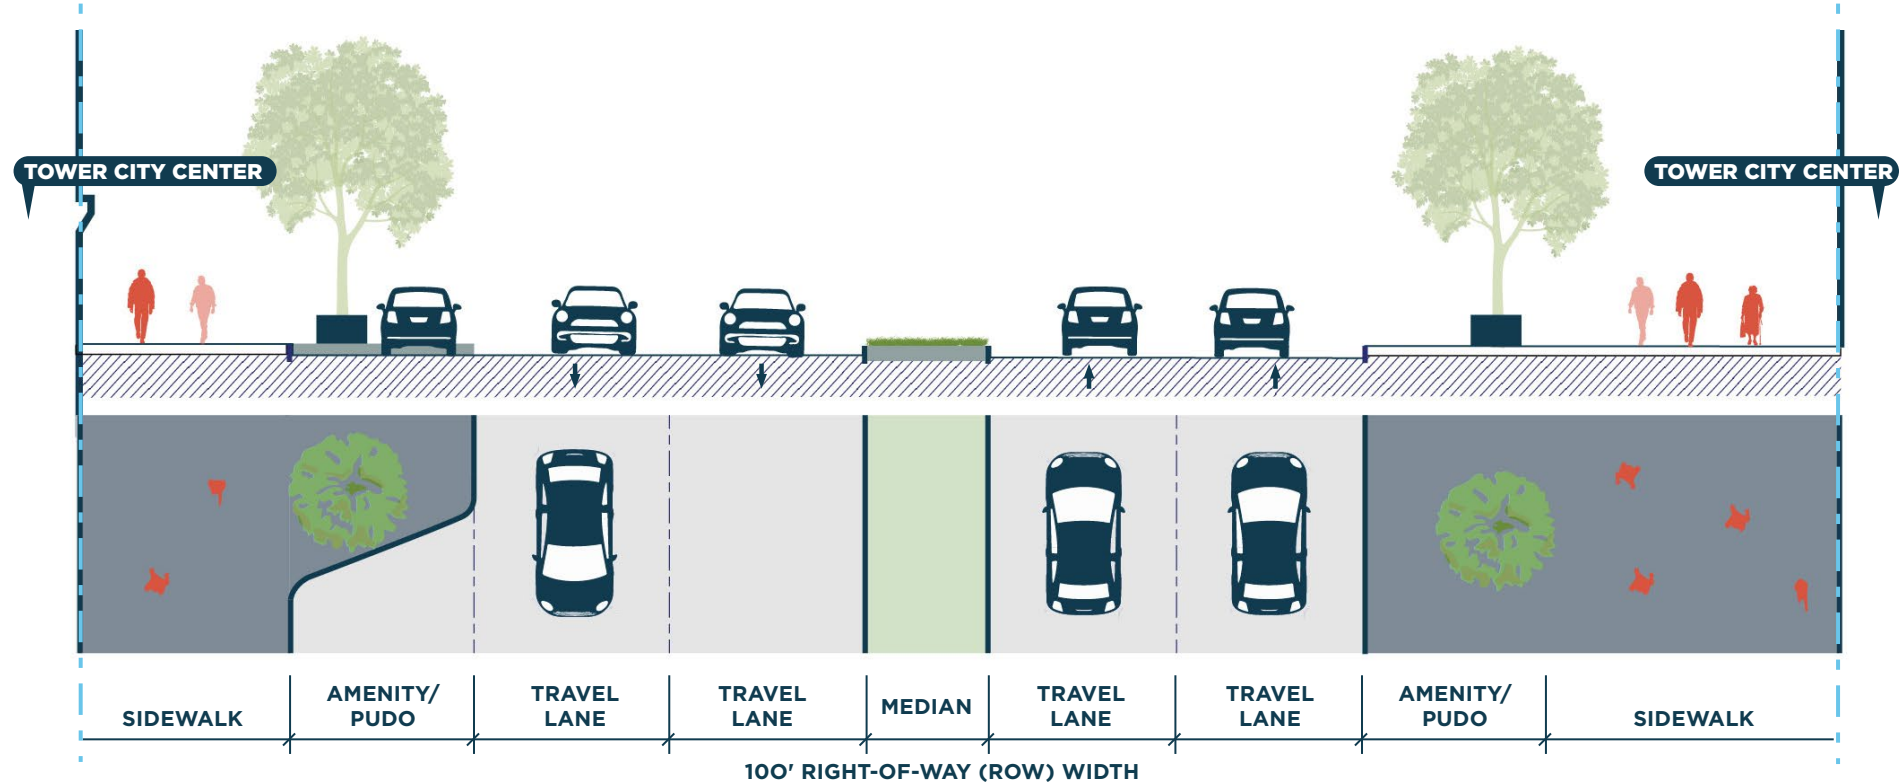 TOWER CITY CENTER
TOWER CITY CENTER
SIDEWALK
AMENITY/
PUDO
TRAVEL
LANE
TRAVEL
LANE
MEDIAN
TRAVEL
LANE
TRAVEL
LANE
AMENITY/
PUDO
SIDEWALK
100' RIGHT-OF-WAY (ROW) WIDTH